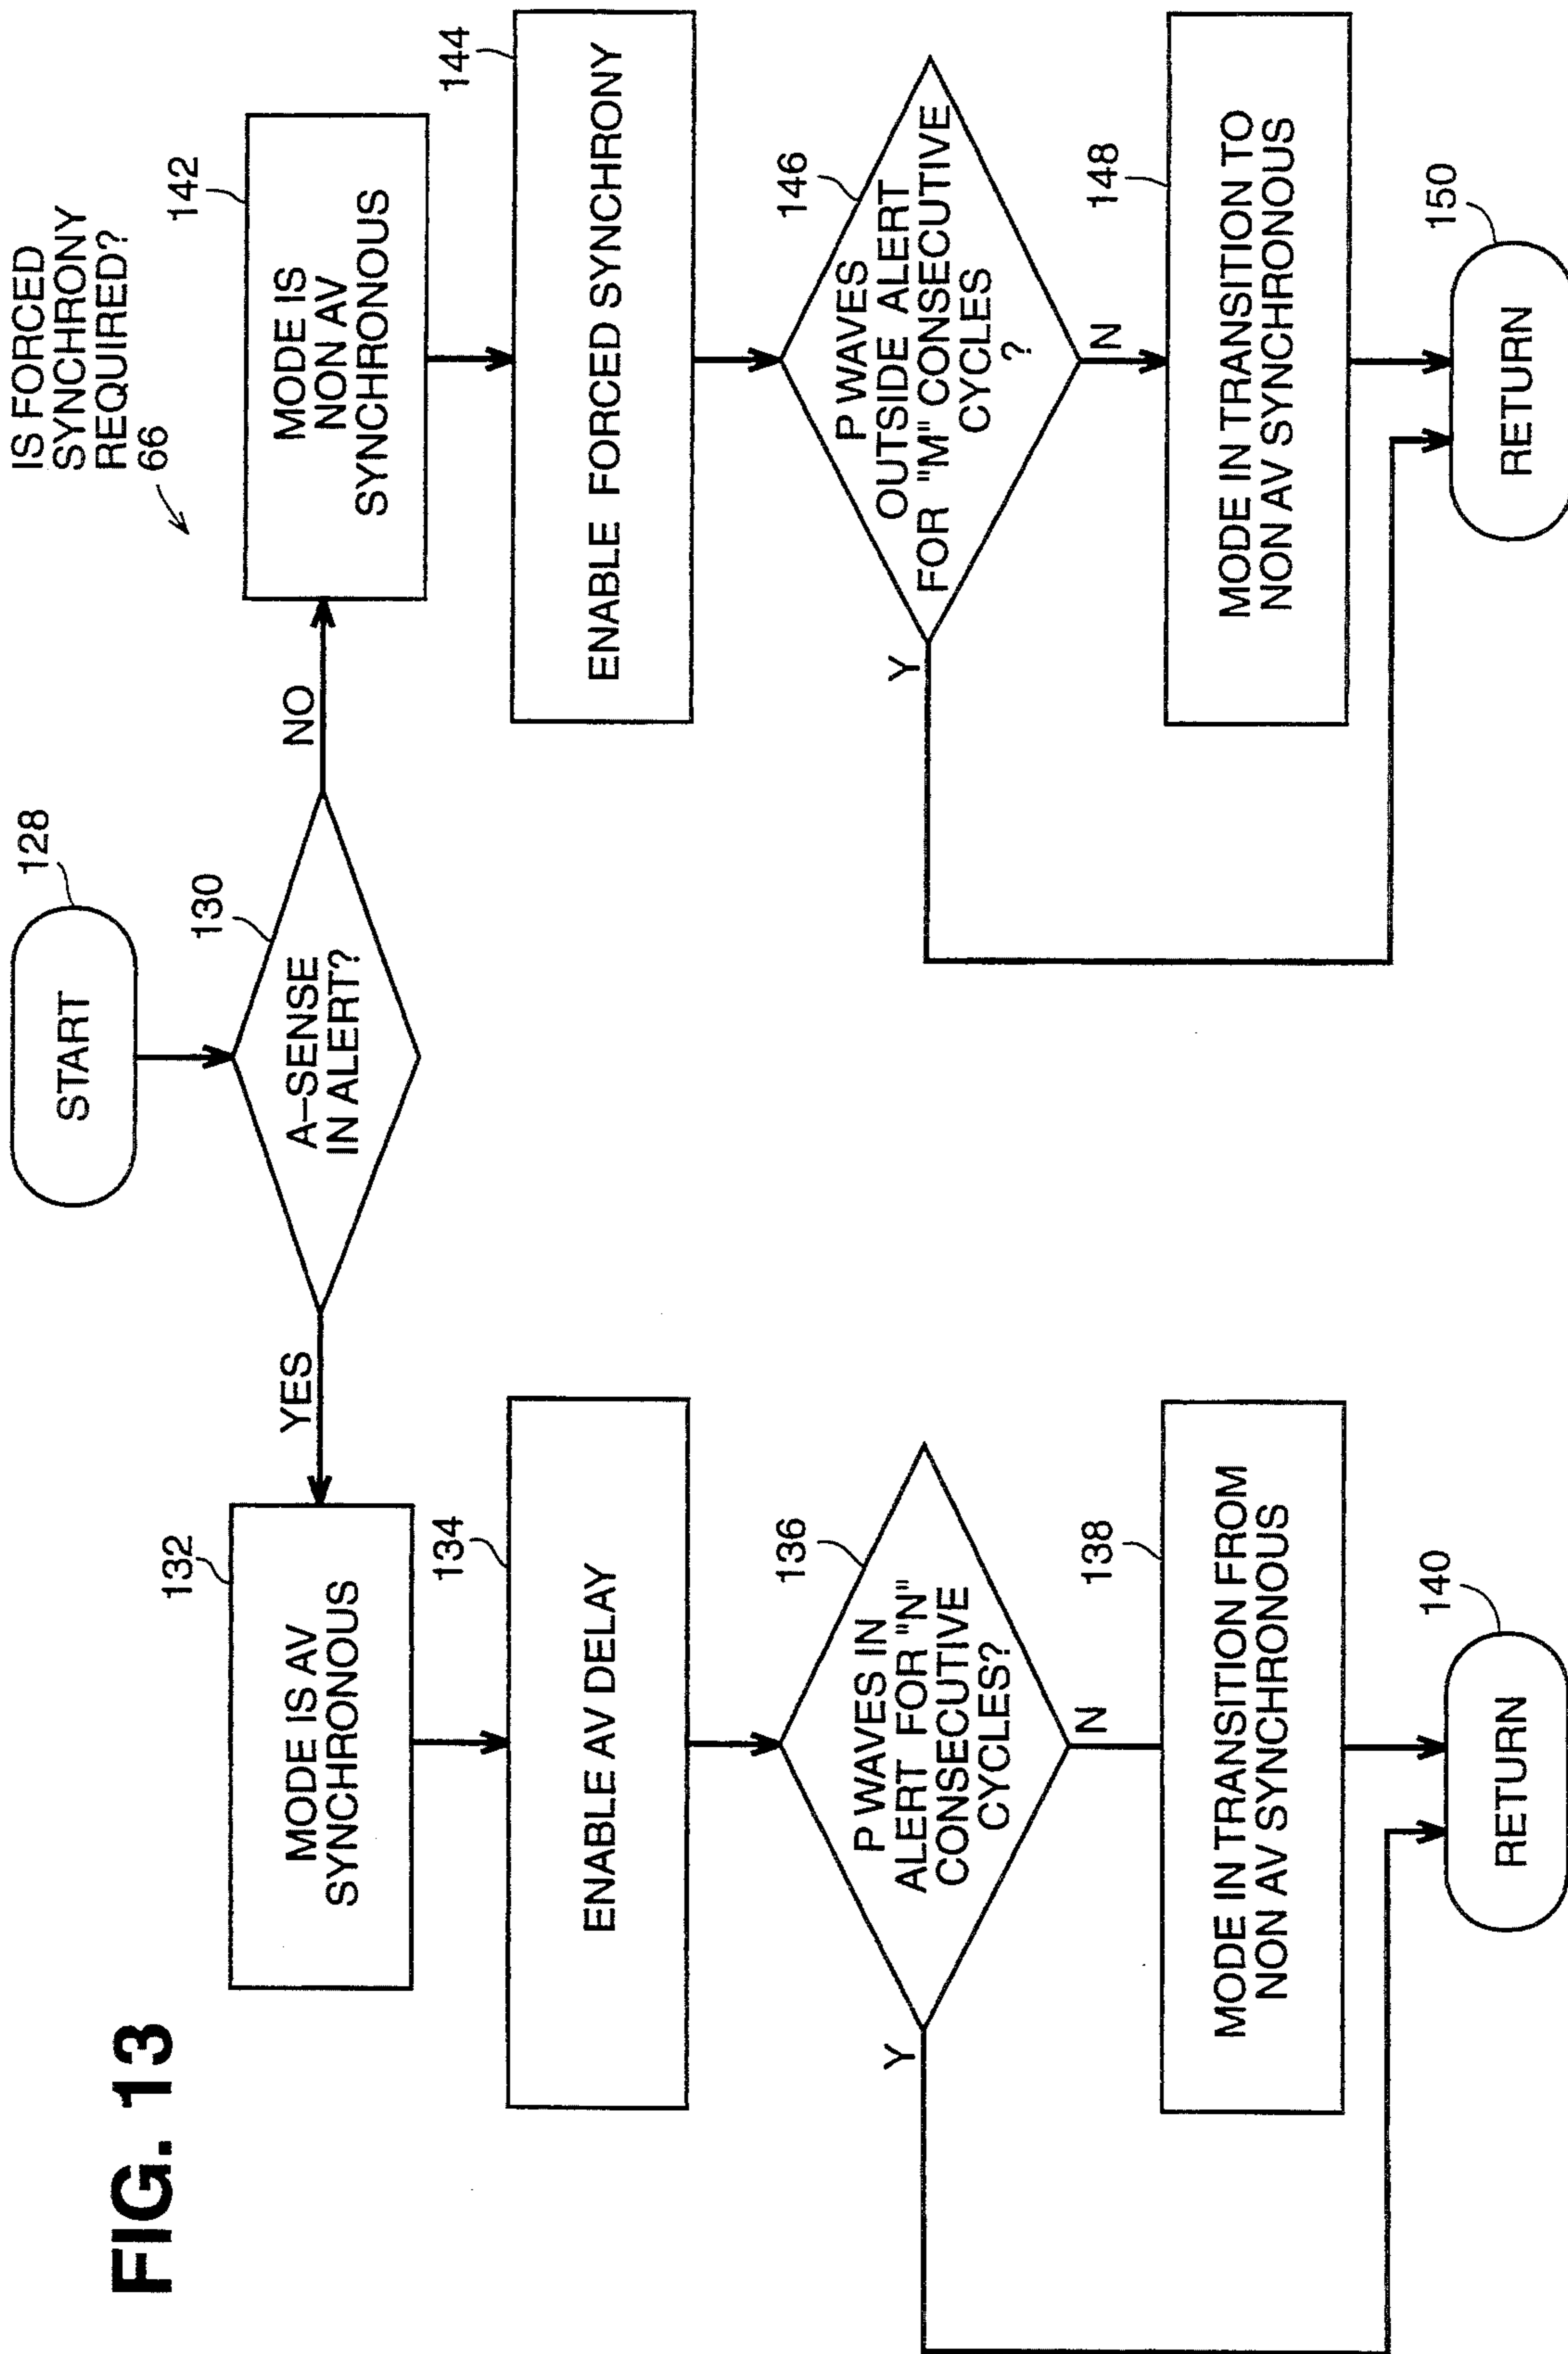 FIG. 13
IS FORCED
SYNCHRONY
REQUIRED?
66
START
128
A-SENSE
IN ALERT?
130
YES
NO
MODE IS AV
SYNCHRONOUS
132
ENABLE AV DELAY
134
P WAVES IN
ALERT FOR "N"
CONSECUTIVE
CYCLES?
136
Y
N
MODE IN TRANSITION FROM
NON AV SYNCHRONOUS
138
RETURN
140
MODE IS
NON AV
SYNCHRONOUS
142
ENABLE FORCED SYNCHRONY
144
P WAVES
OUTSIDE ALERT
FOR "M" CONSECUTIVE
CYCLES
?
146
Y
N
MODE IN TRANSITION TO
NON AV SYNCHRONOUS
148
RETURN
150